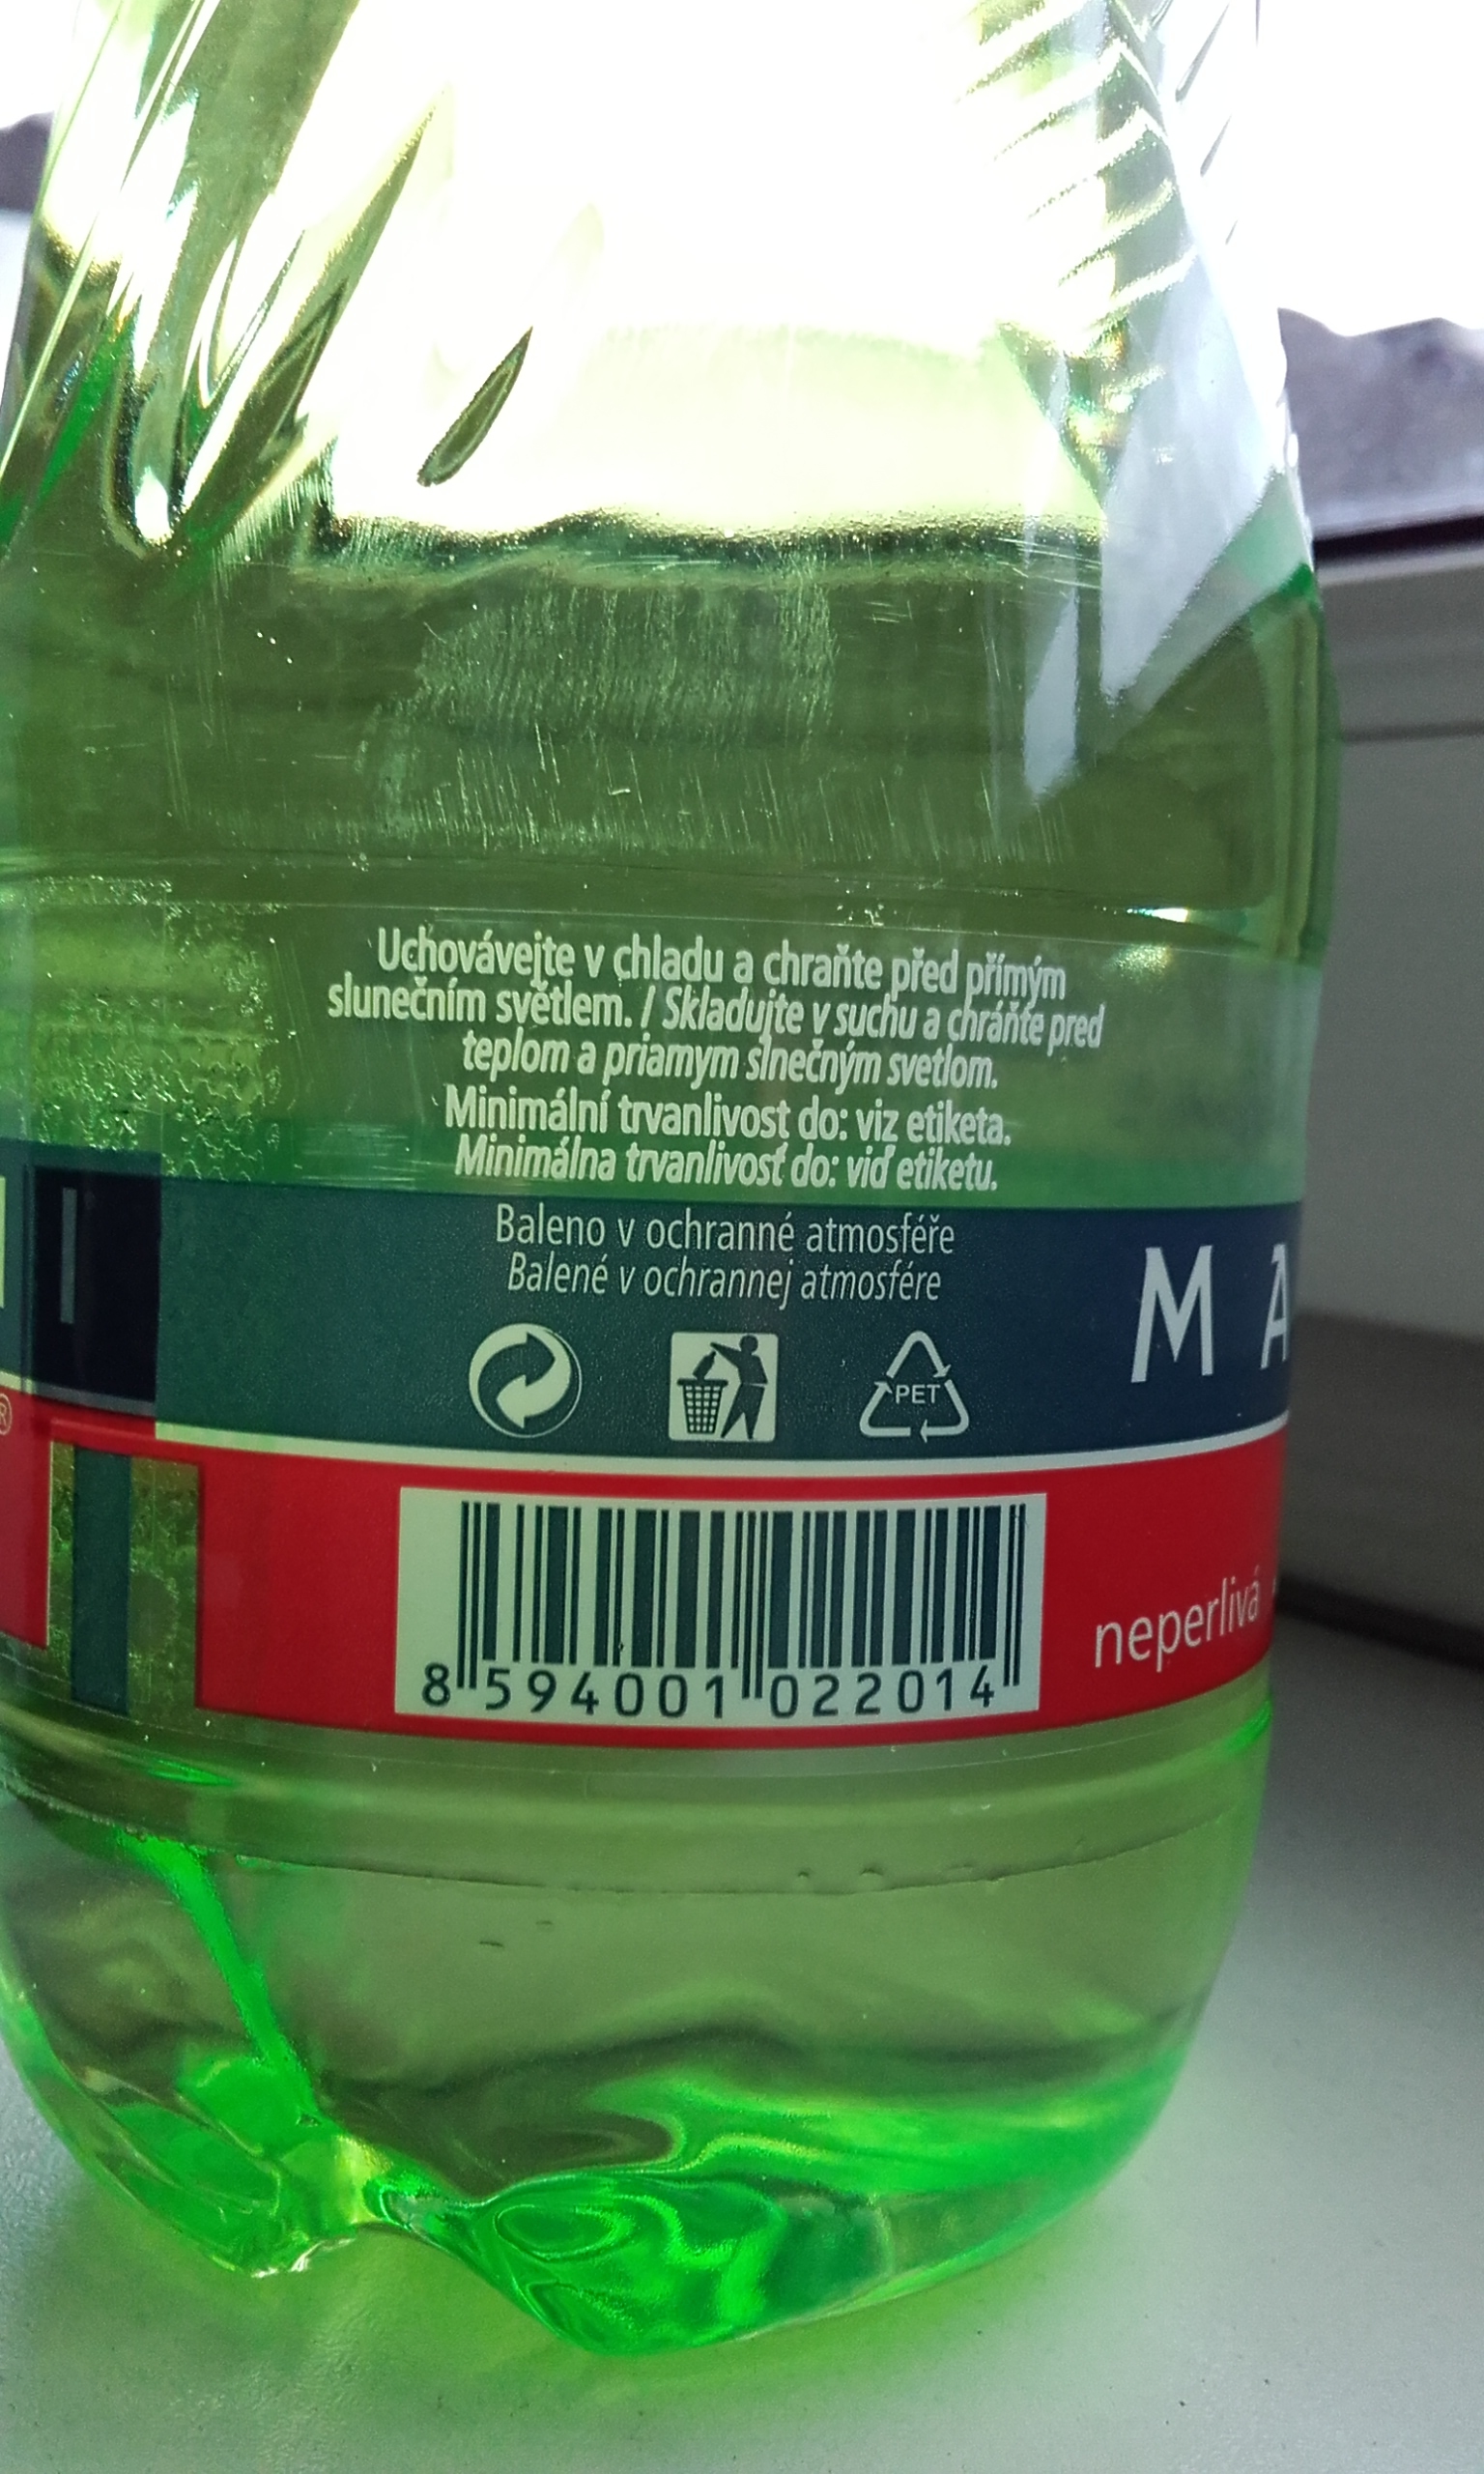 Uchovávejte v chladu a chraňte před přímým
slunečním světlem. / Skladujte v suchu a chráňte pred
teplom a priamym slnečným svetlom.
Minimální trvanlivost do: viz etiketa.
Minimálna trvanlivosť do: viď etiketu.
Baleno v ochranné atmosféře
Balené v ochrannej atmosfére
PET
M A
I
®
neperlivá
8 594001 022014